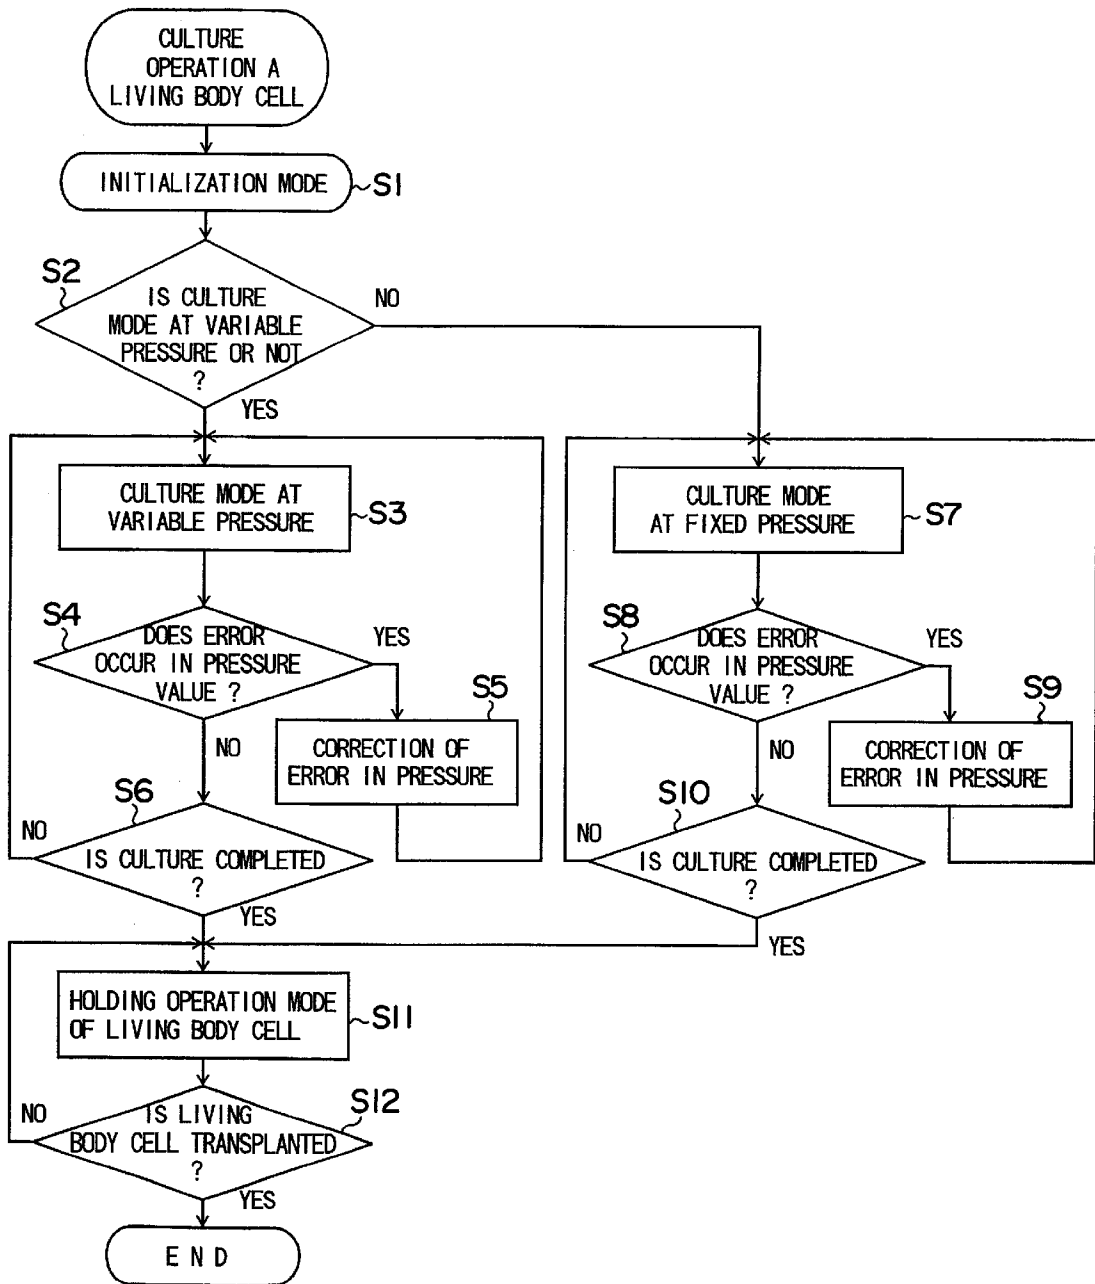 CULTURE
OPERATION A
LIVING BODY CELL
INITIALIZATION MODE
S1
S2
IS CULTURE
MODE AT VARIABLE
PRESSURE OR NOT
?
NO
YES
CULTURE MODE AT
VARIABLE PRESSURE
S3
S4
DOES ERROR
OCCUR IN PRESSURE
VALUE ?
YES
NO
S5
CORRECTION OF
ERROR IN PRESSURE
S6
NO
IS CULTURE COMPLETED
?
YES
CULTURE MODE
AT FIXED PRESSURE
S7
S8
DOES ERROR
OCCUR IN PRESSURE
VALUE ?
YES
NO
S9
CORRECTION OF
ERROR IN PRESSURE
S10
NO
IS CULTURE COMPLETED
?
YES
HOLDING OPERATION MODE
OF LIVING BODY CELL
S11
NO
IS LIVING
BODY CELL TRANSPLANTED
?
S12
YES
END